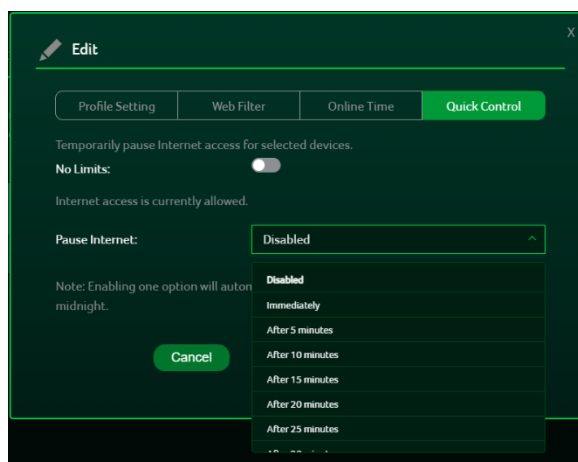 X
Edit
Profile Setting Web Filter Online Time Quick Control
Temporarily pause Internet access for selected devices.
No Limits:
Internet access is currently allowed.
Pause Internet: Disabled
Note: Enabling one option will
midnight.
Cancel
Disabled
Immediately
After 5 minutes
After 10 minutes
After 15 minutes
After 20 minutes
After 25 minutes